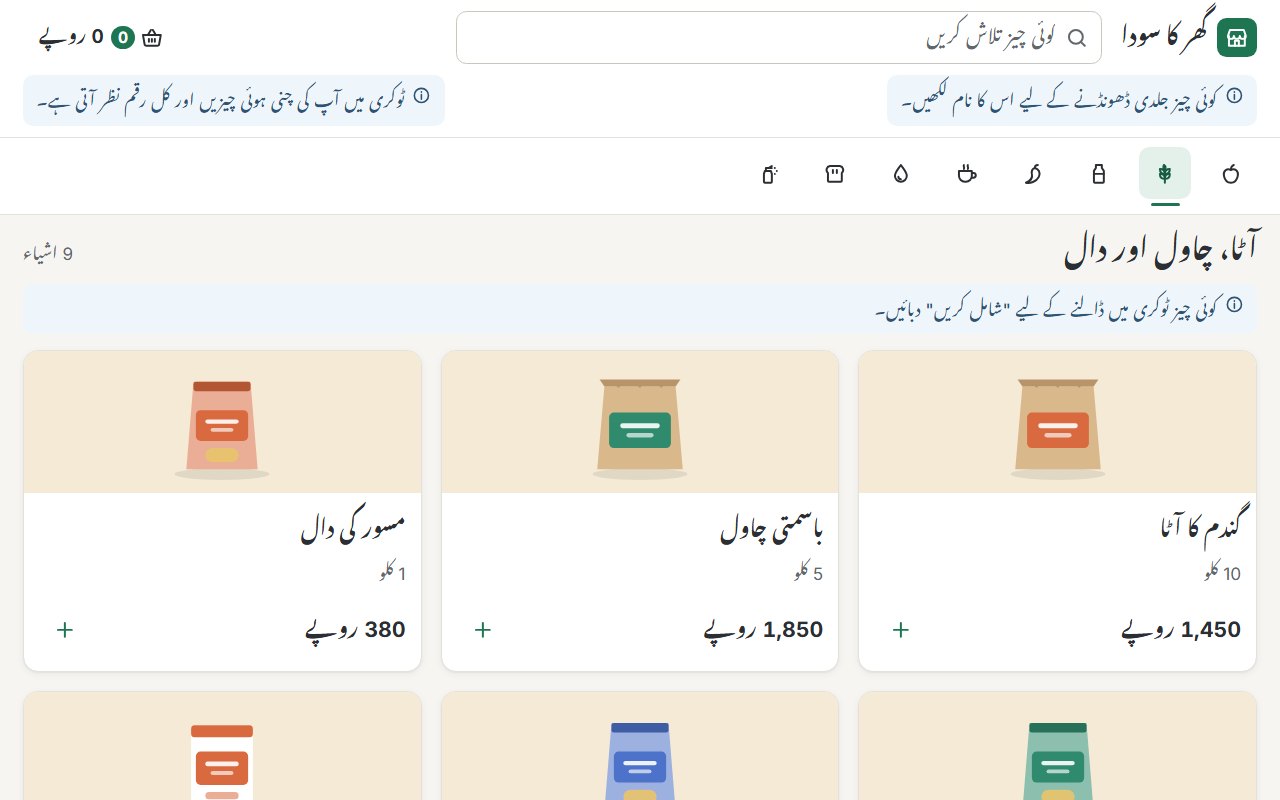 گھر کا سودا
کوئی چیز تلاش کریں
0 0 روپے
کوئی چیز جلدی ڈھونڈنے کے لیے اس کا نام لکھیں۔
ٹوکری میں آپ کی چنی ہوئی چیزیں اور کل رقم نظر آتی ہے۔
آٹا، چاول اور دال
9 اشیاء
کوئی چیز ٹوکری میں ڈالنے کے لیے "شامل کریں" دبائیں۔
گندم کا آٹا
10 کلو
1,450 روپے
باسمتی چاول
5 کلو
1,850 روپے
مسور کی دال
1 کلو
380 روپے